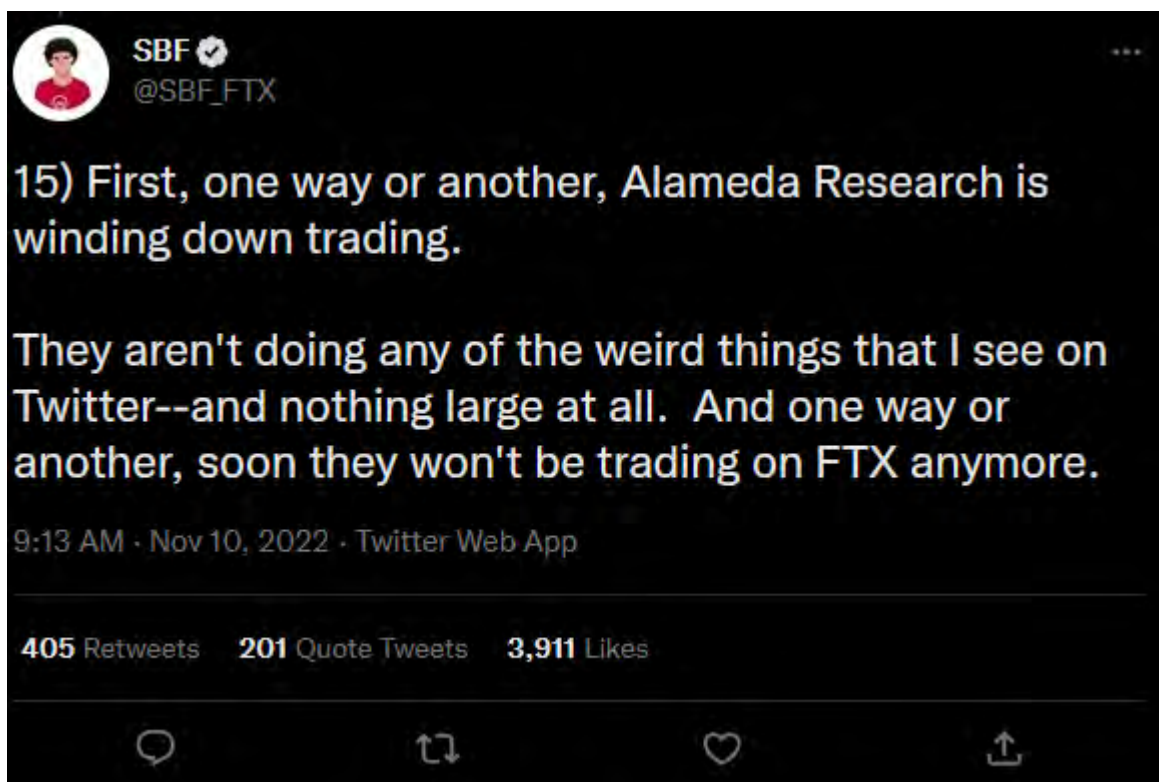 SBF
@SBF_FTX
15) First, one way or another, Alameda Research is
winding down trading.
They aren't doing any of the weird things that I see on
Twitter--and nothing large at all.  And one way or
another, soon they won't be trading on FTX anymore.
9:13 AM · Nov 10, 2022 · Twitter Web App
405 Retweets 201 Quote Tweets 3,911 Likes